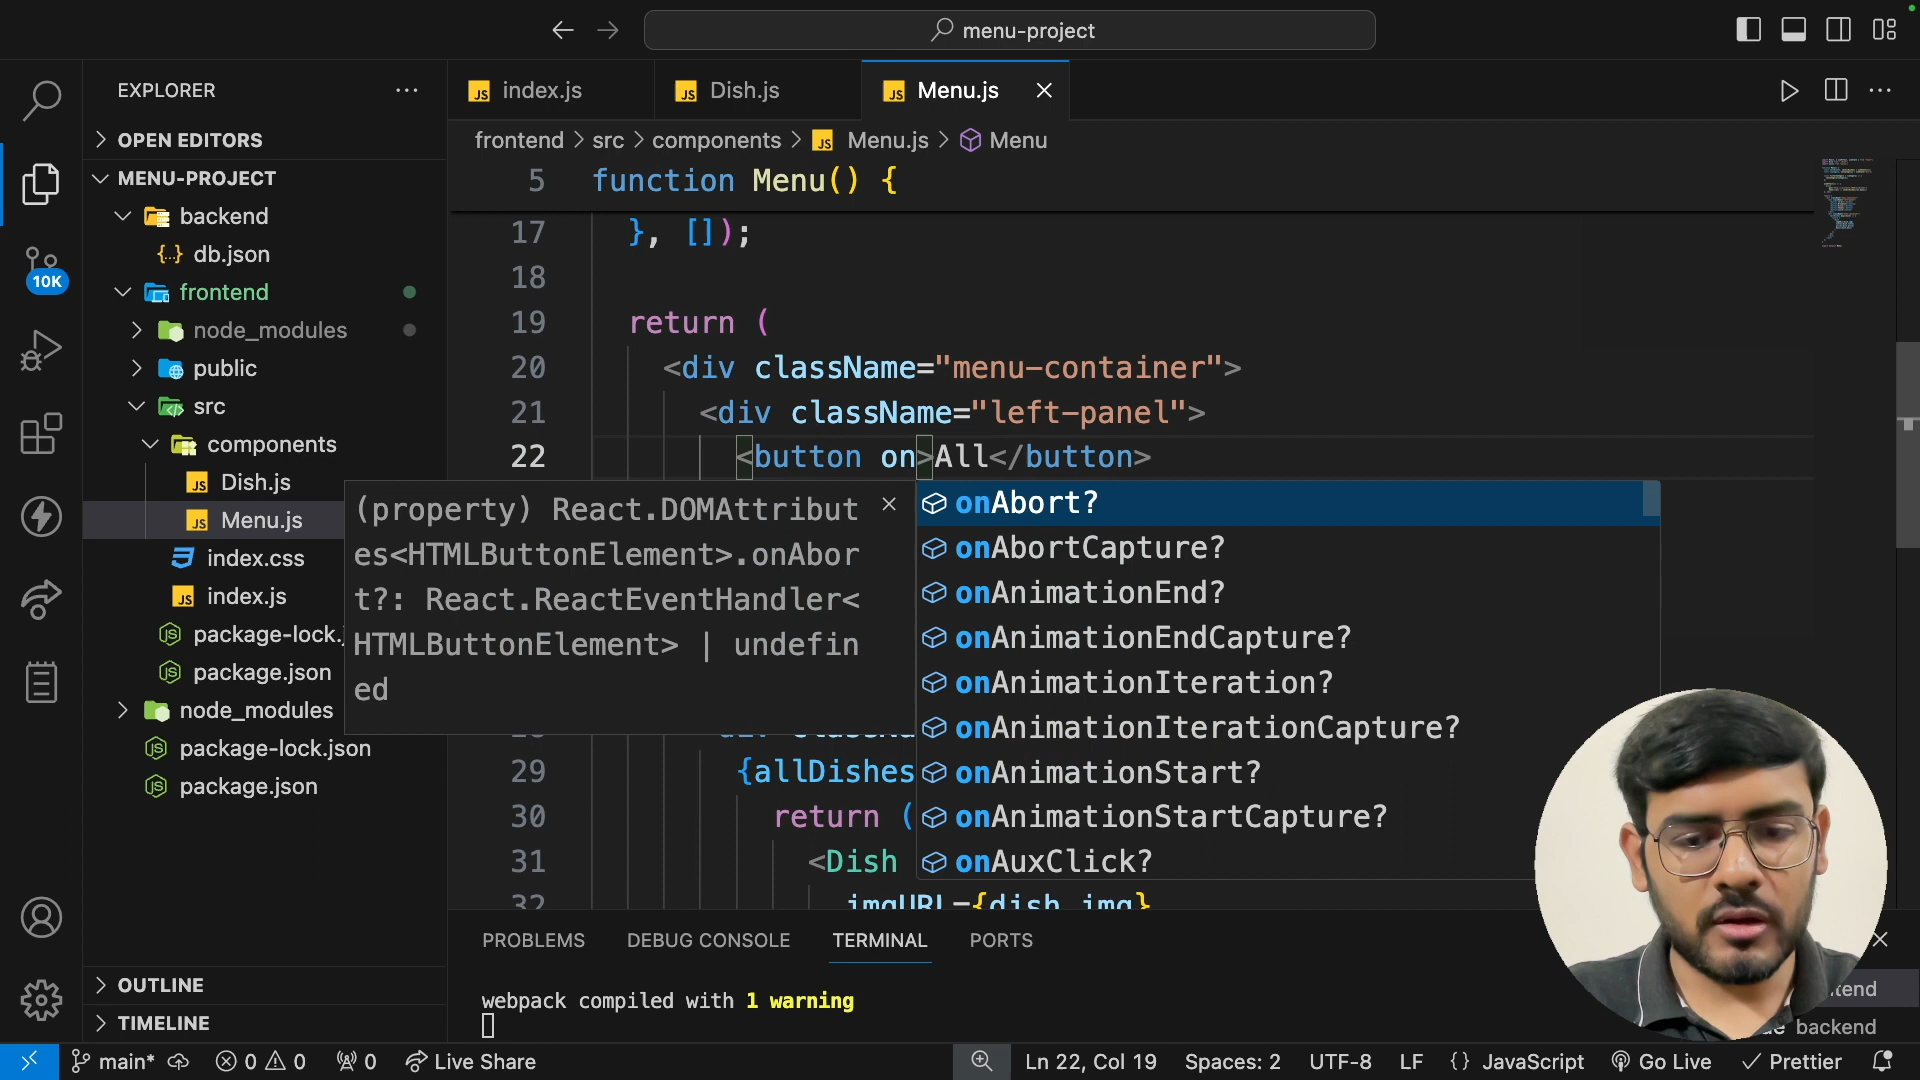 menu-project
EXPLORER
OPEN EDITORS
MENU-PROJECT
backend
db.json
frontend
node_modules
public
src
components
Dish.js
Menu.js
index.css
index.js
package-lock.j
package.json
node_modules
package-lock.json
package.json
OUTLINE
TIMELINE
10K
index.js
Dish.js
Menu.js
frontend > src > components > Menu.js > Menu
5 function Menu() {
17 }, []);
18
19 return (
20 <div className="menu-container">
21 <div className="left-panel">
22 <button on>All</button>
(property) React.DOMAttribut
es<HTMLButtonElement>.onAbor
t?: React.ReactEventHandler<
HTMLButtonElement> | undefin
ed
onAbort?
onAbortCapture?
onAnimationEnd?
onAnimationEndCapture?
onAnimationIteration?
onAnimationIterationCapture?
onAnimationStart?
onAnimationStartCapture?
onAuxClick?
29 {allDishes
30 return (
31 <Dish
32 imgURL={dish.img}
PROBLEMS DEBUG CONSOLE TERMINAL PORTS
webpack compiled with 1 warning
backend
main* 0 0 0 Live Share Ln 22, Col 19 Spaces: 2 UTF-8 LF {} JavaScript Go Live Prettier